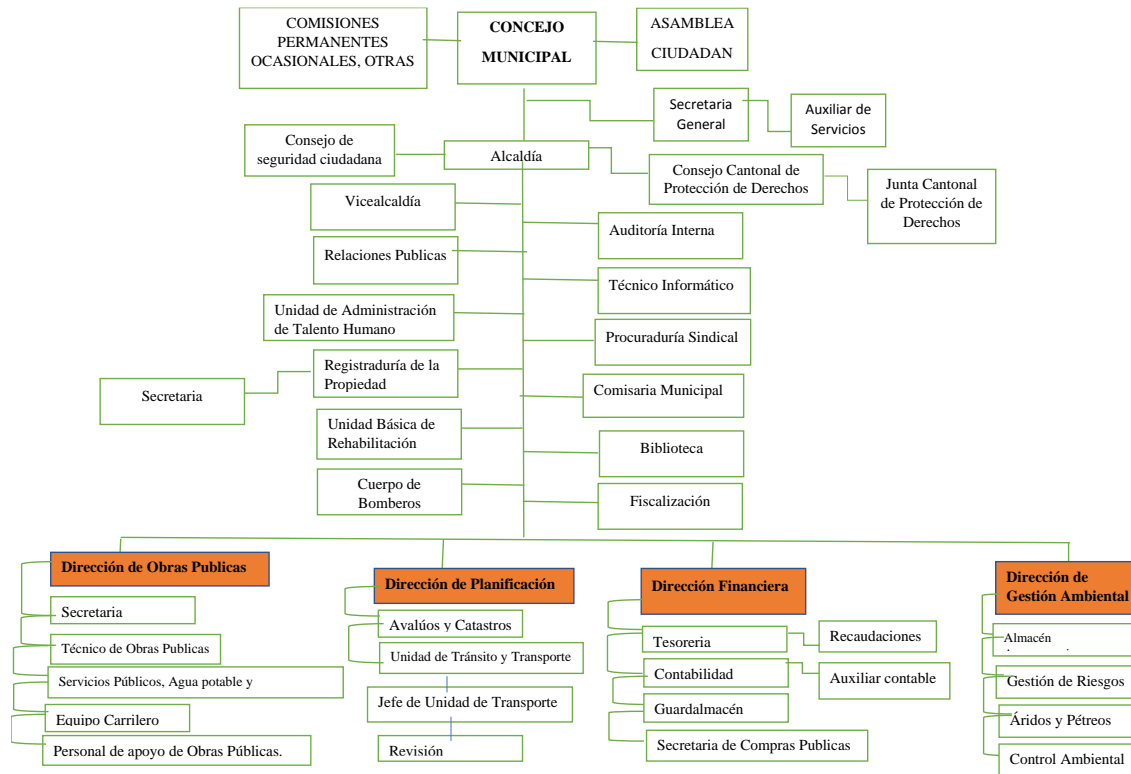 COMISIONES
PERMANENTES
OCASIONALES, OTRAS
CONCEJO
MUNICIPAL
ASAMBLEA
CIUDADAN
Secretaria
General
Auxiliar de
Servicios
Consejo de
seguridad ciudadana
Alcaldía
Consejo Cantonal de
Protección de Derechos
Junta Cantonal
de Protección de
Derechos
Vicealcaldía
Auditoría Interna
Relaciones Publicas
Técnico Informático
Unidad de Administración
de Talento Humano
Procuraduría Sindical
Registraduría de la
Propiedad
Secretaria
Comisaria Municipal
Unidad Básica de
Rehabilitación
Biblioteca
Cuerpo de
Bomberos
Fiscalización
Dirección de Obras Publicas
Secretaria
Técnico de Obras Publicas
Servicios Públicos, Agua potable y
Equipo Carrilero
Personal de apoyo de Obras Públicas.
Dirección de Planificación
Avalúos y Catastros
Unidad de Tránsito y Transporte
Jefe de Unidad de Transporte
Revisión
Dirección Financiera
Tesoreria
Recaudaciones
Contabilidad
Auxiliar contable
Guardalmacén
Secretaria de Compras Publicas
Dirección de
Gestión Ambiental
Almacén
Gestión de Riesgos
Áridos y Pétreos
Control Ambiental